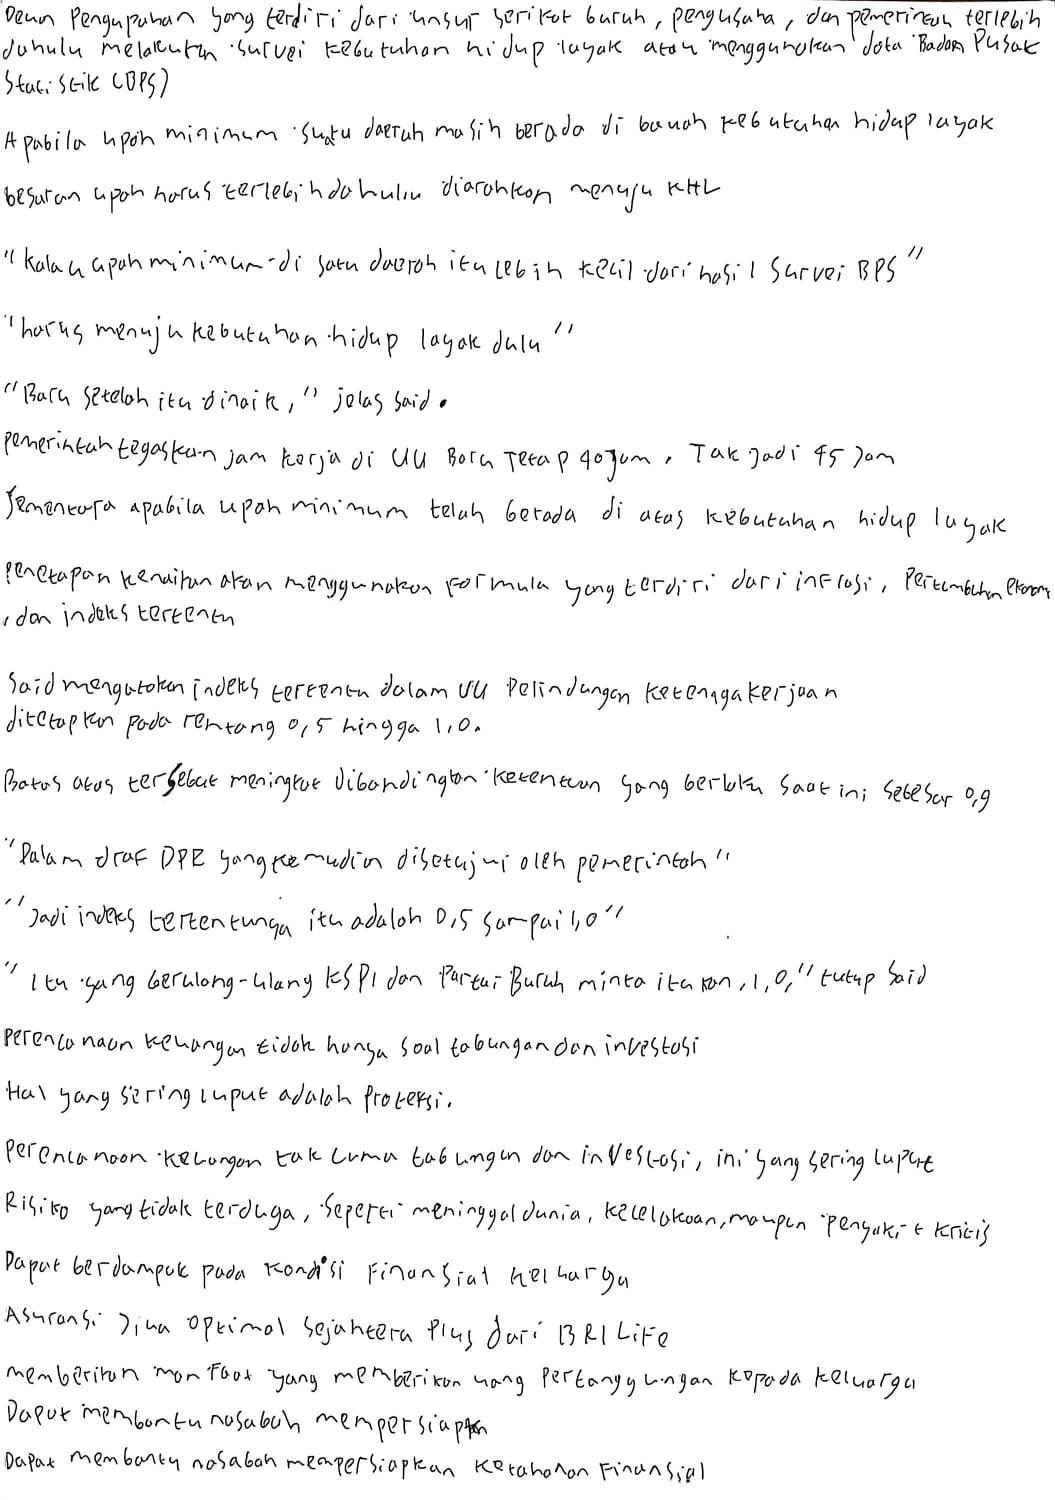 Dewan Pengupahan yang terdiri dari unsur serikat buruh, pengusaha, dan pemerintah terlebih
dahulu melakukan survei kebutuhan hidup layak atau menggunakan data Badan Pusat
Statistik (BPS)
Apabila upah minimum suatu daerah masih berada di bawah kebutuhan hidup layak
besaran upah harus terlebih dahulu diarahkan menuju KHL
"kalau upah minimum di satu daerah itu lebih kecil dari hasil survei BPS"
"harus menuju kebutuhan hidup layak dulu"
"Baru setelah itu dinaik," jelas Said.
Pemerintah tegaskan jam kerja di UU Baru Tetap 40 Jam, Tak Jadi 45 Jam
Sementara apabila upah minimum telah berada di atas kebutuhan hidup layak
penetapan kenaikan akan menggunakan formula yang terdiri dari inflasi, pertumbuhan ekonomi
, dan indeks tertentu
Said mengatakan indeks tertentu dalam UU Pelindungan Ketenagakerjaan
ditetapkan pada rentang 0,5 hingga 1,0.
Batas atas tersebut meningkat dibandingkan ketentuan yang berlaku saat ini sebesar 0,9
"Dalam draf DPR yang kemudin disetujui oleh pemerintah"
"Jadi indeks tertentunya itu adalah 0,5 sampai 1,0"
"Itu yang berulang-ulang KSPI dan Partai Buruh minta itu kan, 1,0," tutup Said
Perencanaan keuangan tidak hanya soal tabungan dan investasi
Hal yang sering luput adalah Proteksi.
Perencanaan keuangan tak cuma tabungan dan investasi, ini yang sering luput
Risiko yang tidak terduga, Seperti meninggal dunia, kecelakaan, maupun penyakit kritis
Dapat berdampak pada kondisi Finansial keluarga
Asuransi Jiwa Optimal Sejahtera Plus dari BRI Life
memberikan manfaat yang memberikan uang pertanggungan kepada keluarga
Dapat membantu nasabah mempersiapkan
Dapat membantu nasabah mempersiapkan ketahanan Finansial